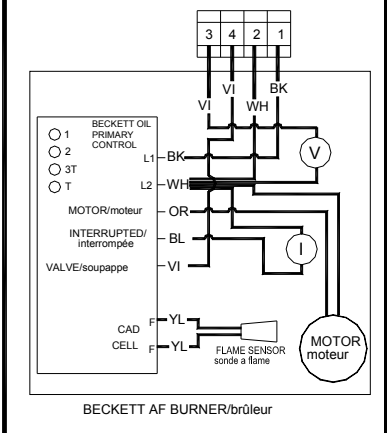 3 4 2 1
VI VI WH BK
BECKETT OIL
PRIMARY
CONTROL
1
2
3T
T
L1 BK
V
L2 WH
MOTOR/moteur OR
INTERRUPTED/
interrompée
BL
I
VALVE/soupappe VI
F YL
CAD
CELL
F YL
FLAME SENSOR
sonde a flame
MOTOR
moteur
BECKETT AF BURNER/brûleur